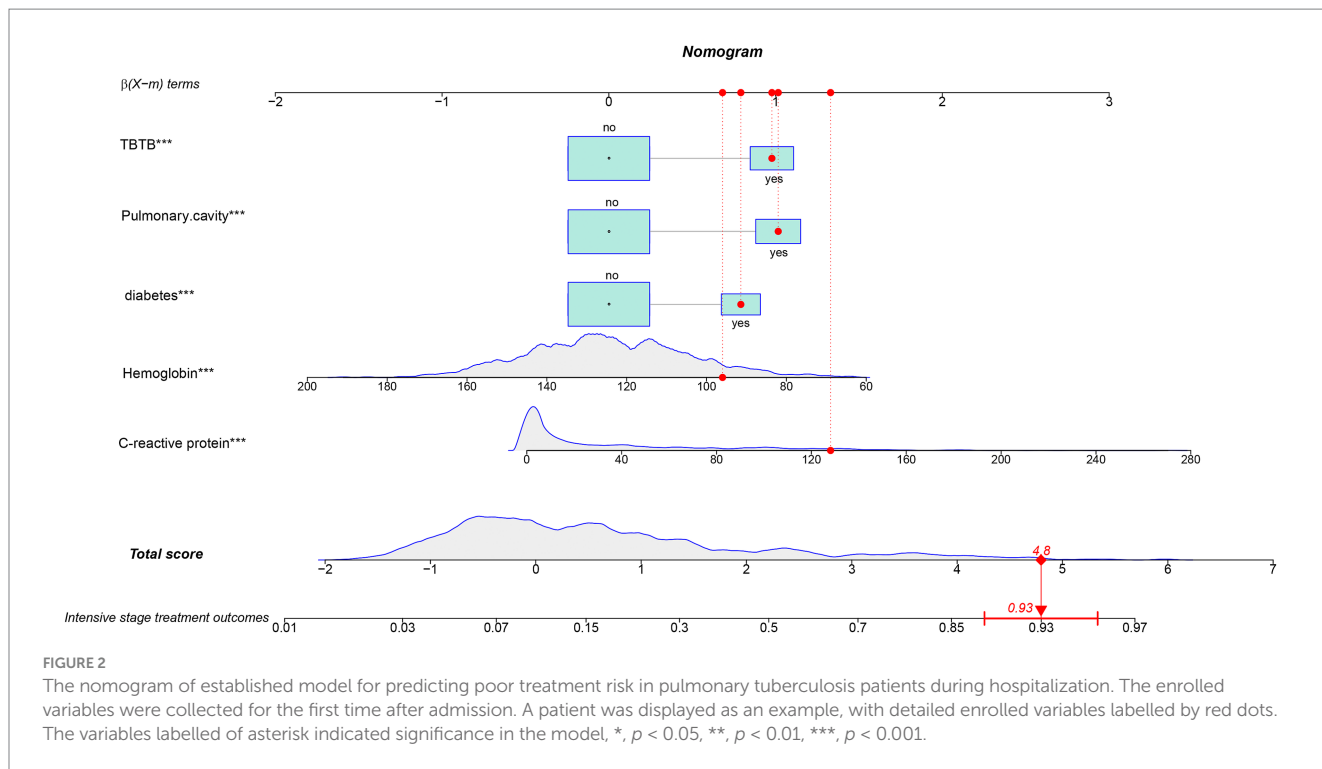 Nomogram
β(X−m) terms
−2 −1 0 1 2 3
no
TBTB***
yes
no
Pulmonary.cavity***
yes
no
diabetes***
yes
Hemoglobin***
200 180 160 140 120 100 80 60
C-reactive protein***
0 40 80 120 160 200 240 280
Total score
4.8
−2 −1 0 1 2 3 4 5 6 7
Intensive stage treatment outcomes
0.93
0.01 0.03 0.07 0.15 0.3 0.5 0.7 0.85 0.93 0.97
FIGURE 2
The nomogram of established model for predicting poor treatment risk in pulmonary tuberculosis patients during hospitalization. The enrolled
variables were collected for the first time after admission. A patient was displayed as an example, with detailed enrolled variables labelled by red dots.
The variables labelled of asterisk indicated significance in the model, *, p < 0.05, **, p < 0.01, ***, p < 0.001.